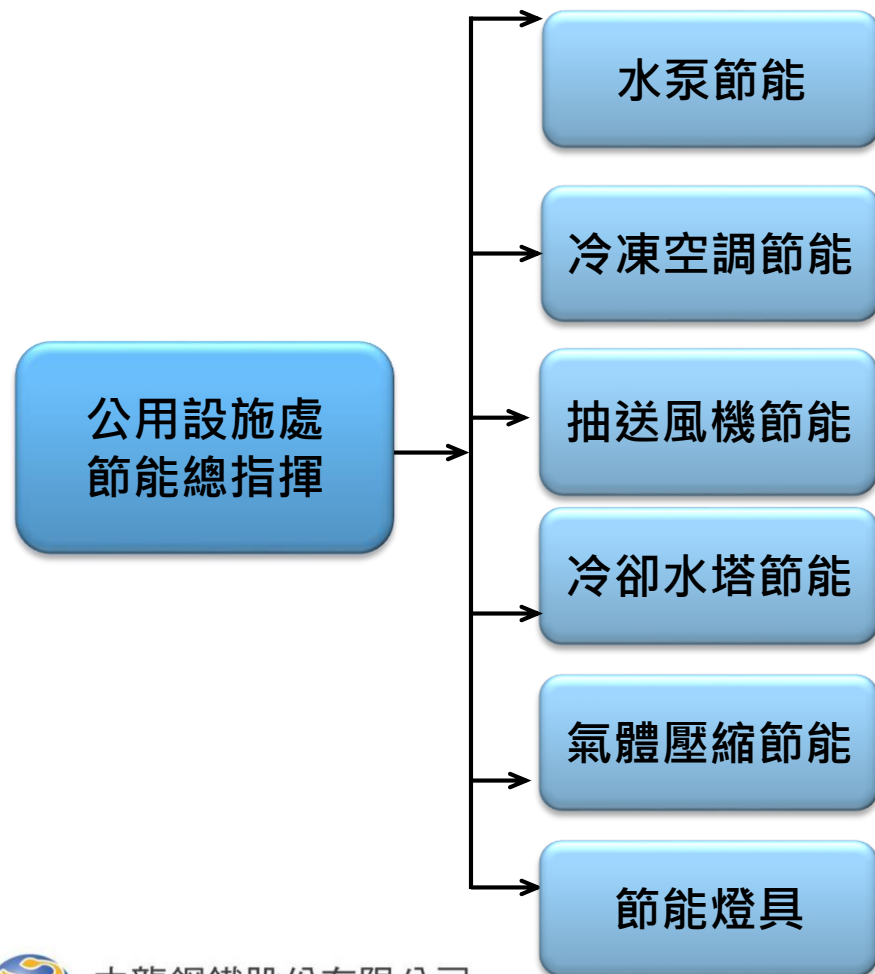 水泵節能
冷凍空調節能
公用設施處
節能總指揮
抽送風機節能
冷卻水塔節能
氣體壓縮節能
節能燈具